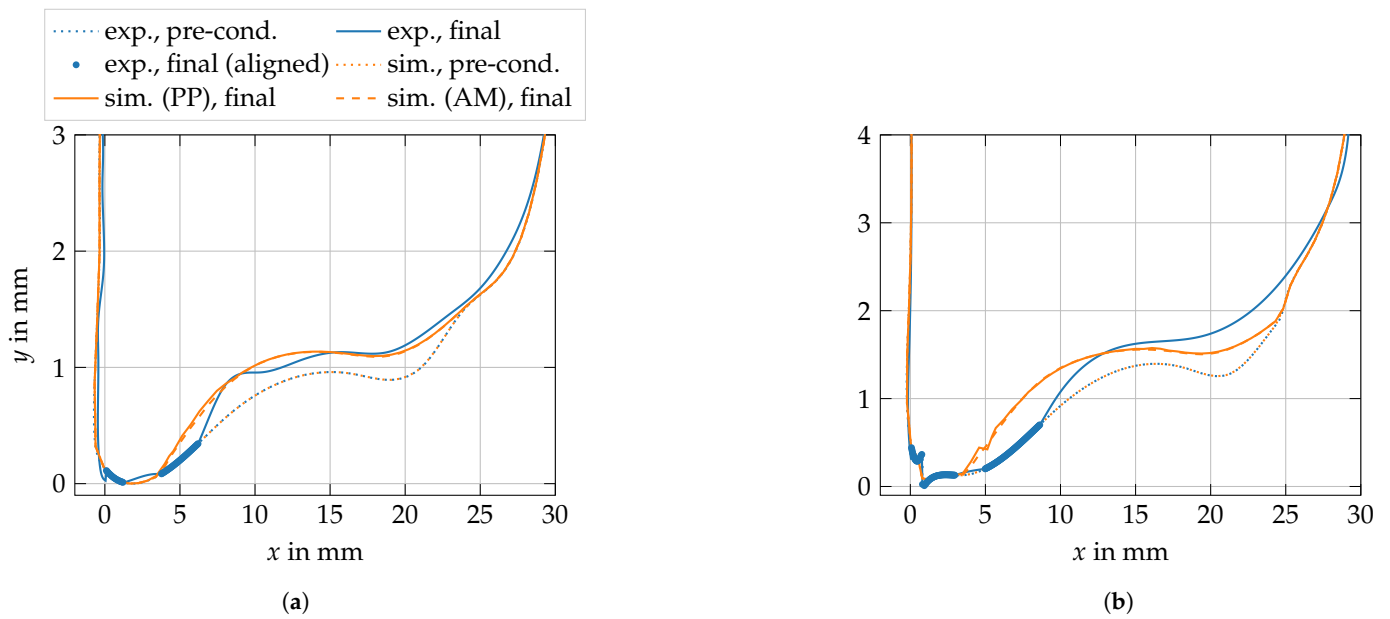 exp., pre-cond. exp., final
exp., final (aligned) sim., pre-cond.
sim. (PP), final sim. (AM), final
3
2
1
0
y in mm
0 5 10 15 20 25 30
x in mm
(a)
4
3
2
1
0
0 5 10 15 20 25 30
x in mm
(b)